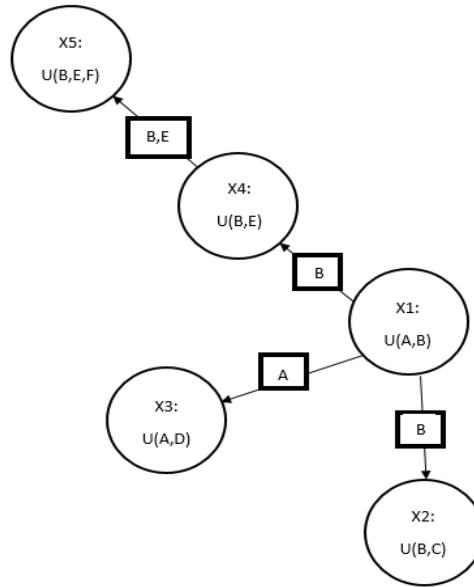 X5:
U(B,E,F)
B,E
X4:
U(B,E)
B
X1:
U(A,B)
A
X3:
U(A,D)
B
X2:
U(B,C)